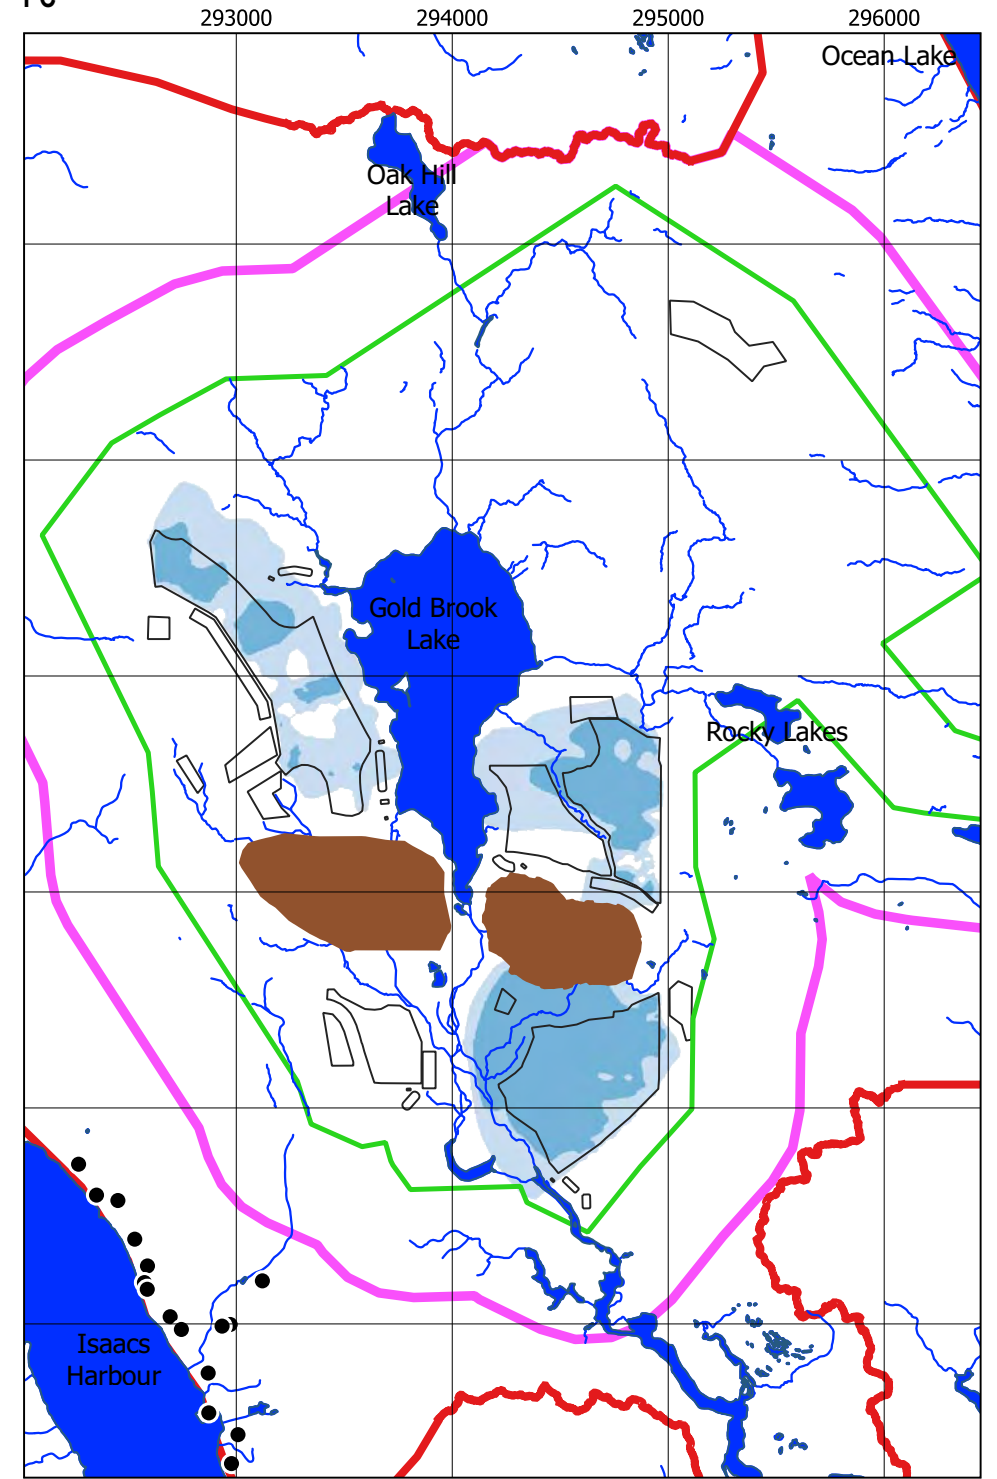 293000 294000 295000 296000
Ocean Lake
Oak Hill
Lake
Gold Brook
Lake
Rocky Lakes
Isaacs
Harbour